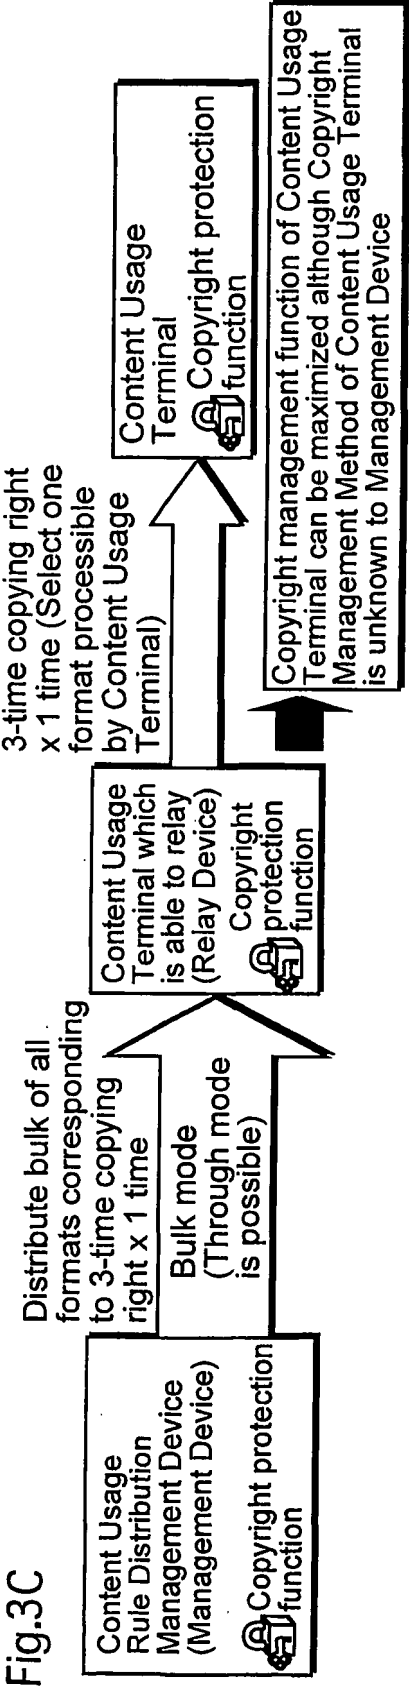 Fig.3C
Content Usage
Rule Distribution
Management Device
(Management Device)
Copyright protection
function
Distribute bulk of all
formats corresponding
to 3-time copying
right x 1 time
Bulk mode
(Through mode
is possible)
Content Usage
Terminal which
is able to relay
(Relay Device)
Copyright
protection
function
3-time copying right
x 1 time (Select one
format processible
by Content Usage
Terminal)
Content Usage
Terminal
Copyright protection
function
Copyright management function of Content Usage
Terminal can be maximized although Copyright
Management Method of Content Usage Terminal
is unknown to Management Device